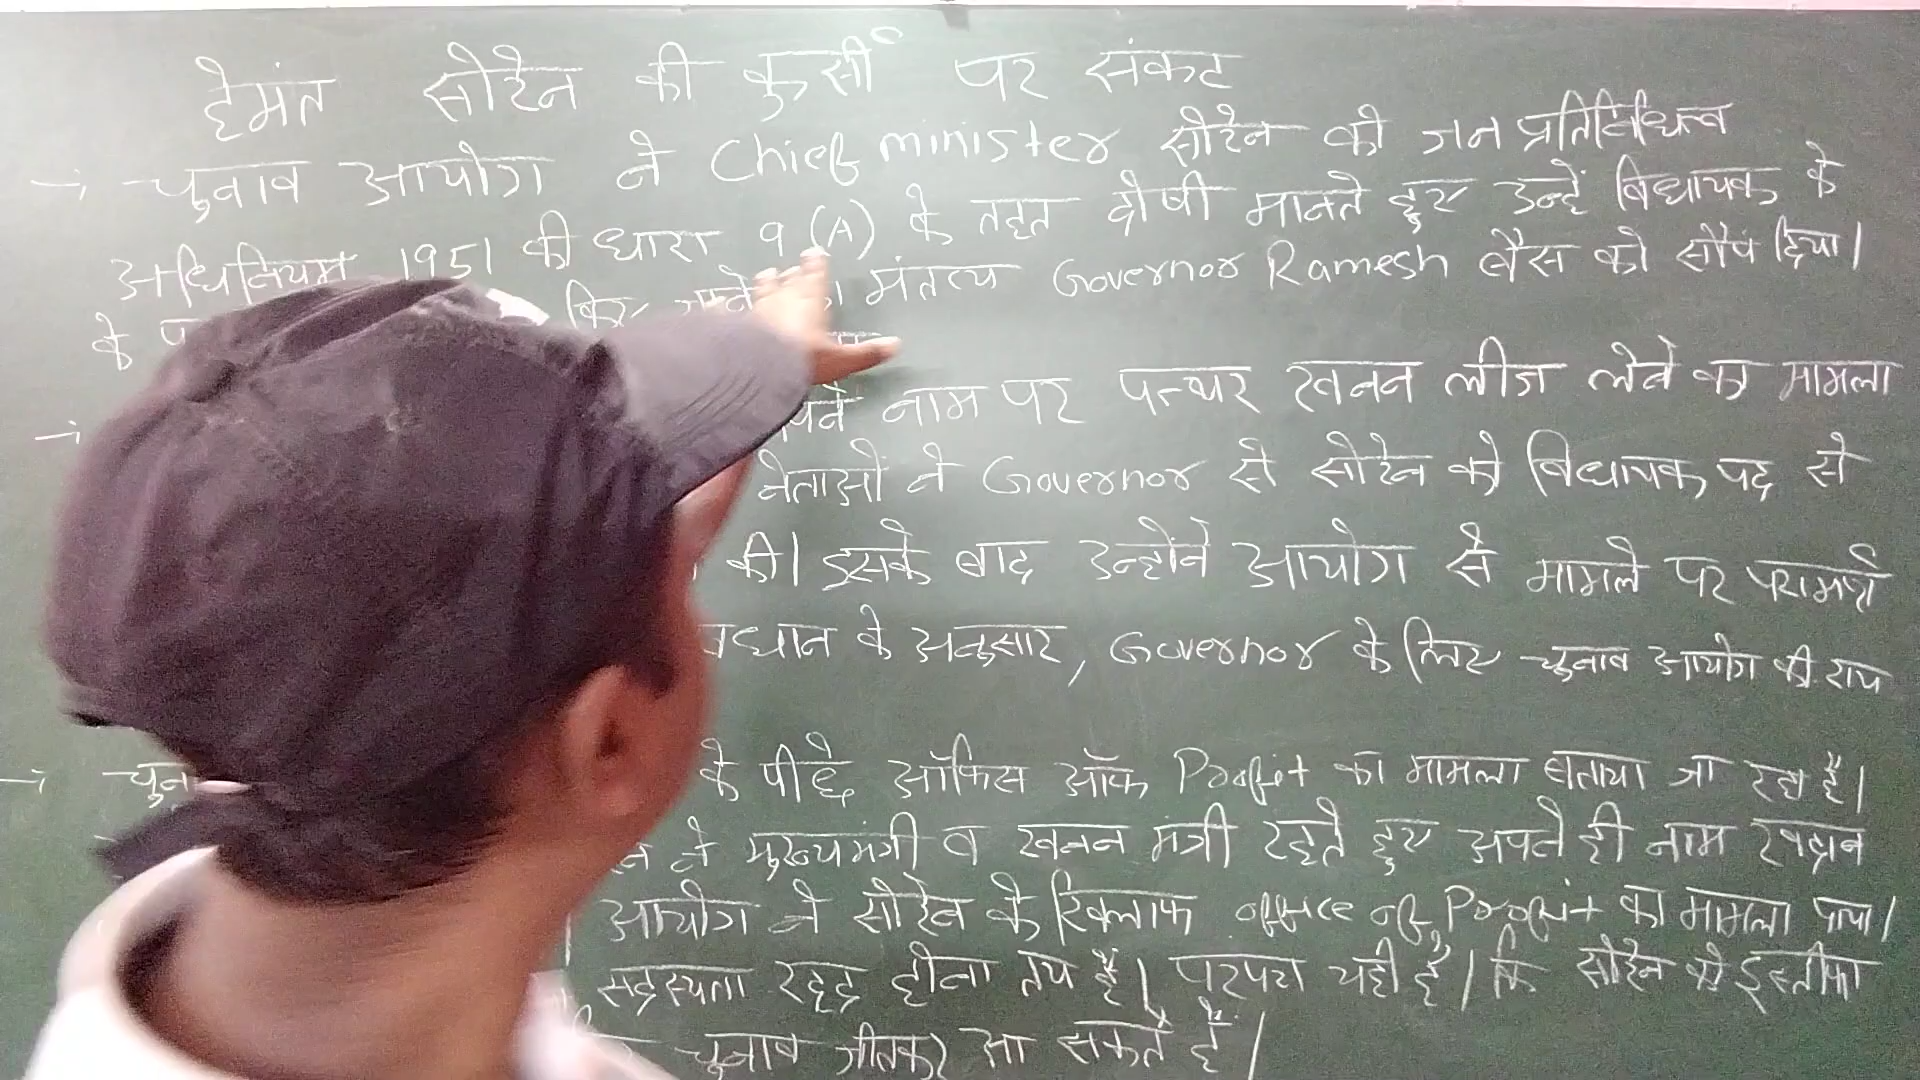 हेमंत सोरेन की कुर्सी पर संकट
→ चुनाव आयोग ने Chief minister सोरेन को जन प्रतिनिधित्व
अधिनियम 1951 की धारा 9 (A) के तहत दोषी मानते हुए उन्हें विधायक के
के किए जाने मंतव्य Governor Ramesh बैस को सौंप दिया।
→ नाम पर पत्थर खनन लीज लेने का मामला
नेताओं ने Governor से सोरेन को विधायक पद से
की। इसके बाद उन्होंने आयोग से मामले पर परामर्श
के अनुसार, Governor के लिए चुनाव आयोग की राय
→ के पीछे ऑफिस ऑफ Profit का मामला बताया जा रहा है।
ने मुख्यमंत्री व खनन मंत्री रहते हुए अपने ही नाम खदान
आयोग ने सोरेन के खिलाफ office of Profit का मामला पाया।
सदस्यता रद्द होना तय है। परंपरा यही है। कि सोरेन को इस्तीफा
चुनाव जीतकर आ सकते हैं।